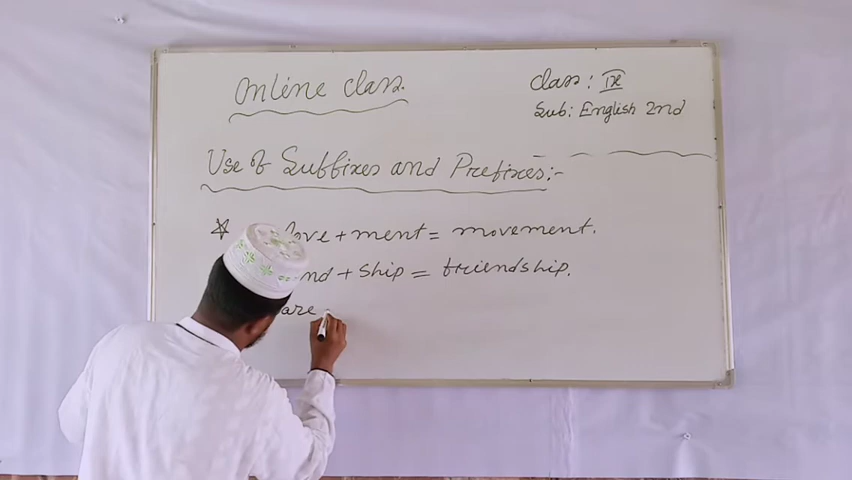 Online Class.
Class: IX
Sub: English 2nd
Use of Suffixes and Prefixes:-
ove + ment = movement.
nd + ship = friendship.
are